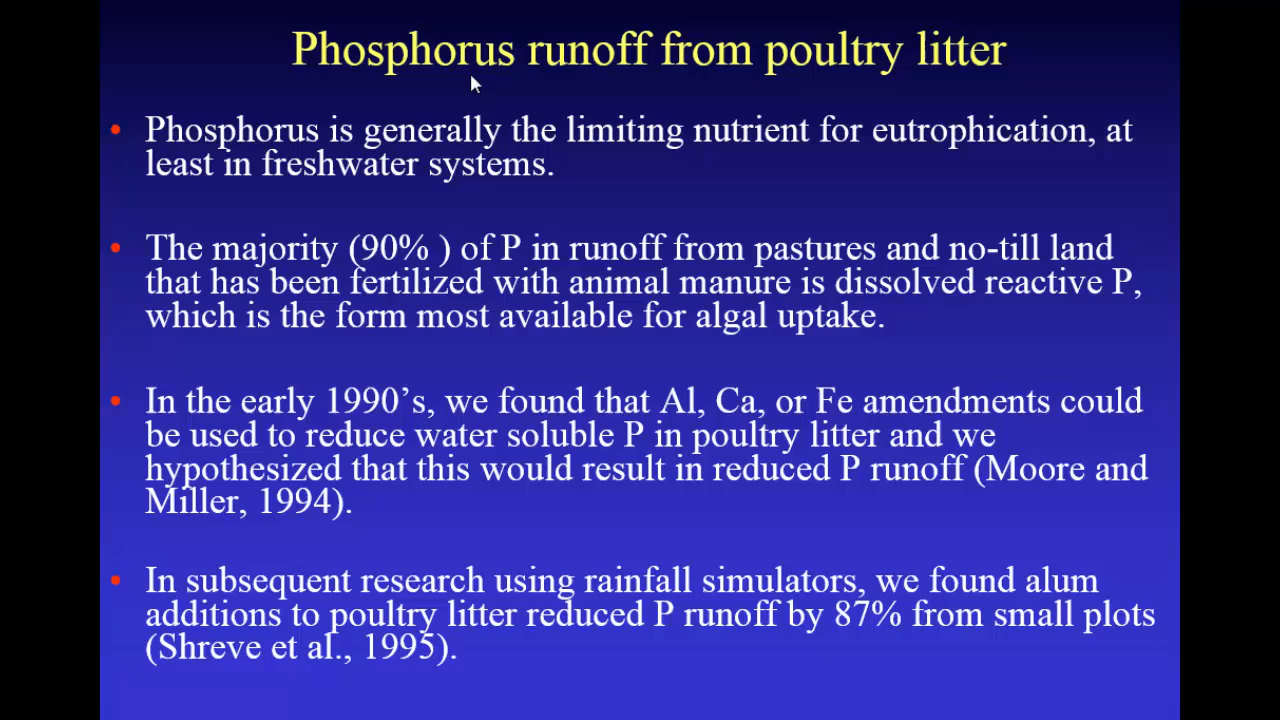 Phosphorus runoff from poultry litter
• Phosphorus is generally the limiting nutrient for eutrophication, at
least in freshwater systems.
• The majority (90% ) of P in runoff from pastures and no-till land
that has been fertilized with animal manure is dissolved reactive P,
which is the form most available for algal uptake.
• In the early 1990’s, we found that Al, Ca, or Fe amendments could
be used to reduce water soluble P in poultry litter and we
hypothesized that this would result in reduced P runoff (Moore and
Miller, 1994).
• In subsequent research using rainfall simulators, we found alum
additions to poultry litter reduced P runoff by 87% from small plots
(Shreve et al., 1995).